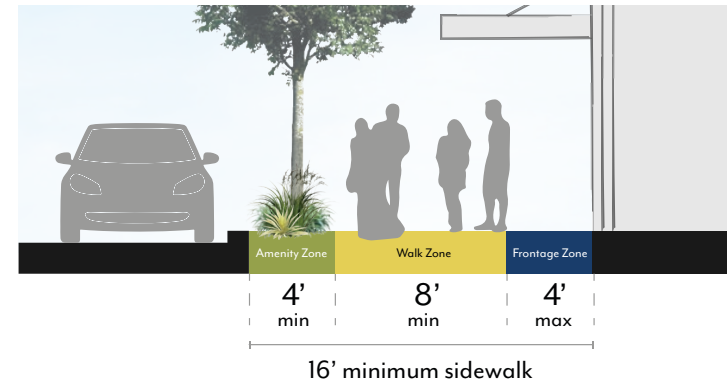 Amenity Zone
Walk Zone
Frontage Zone
4’
8’
4’
min
min
max
16’ minimum sidewalk